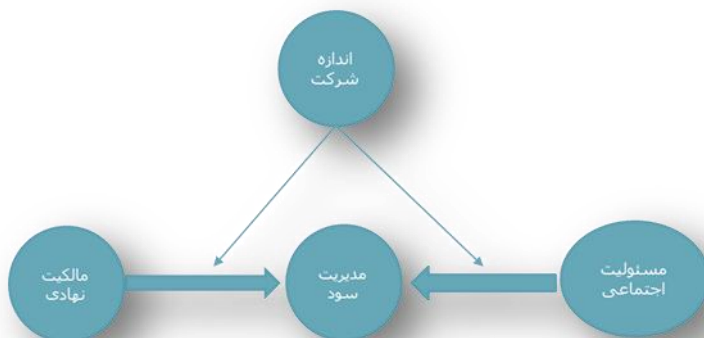 اندازه
شرکت
مسئولیت
اجتماعی
مدیریت
سود
مالکیت
نهادی